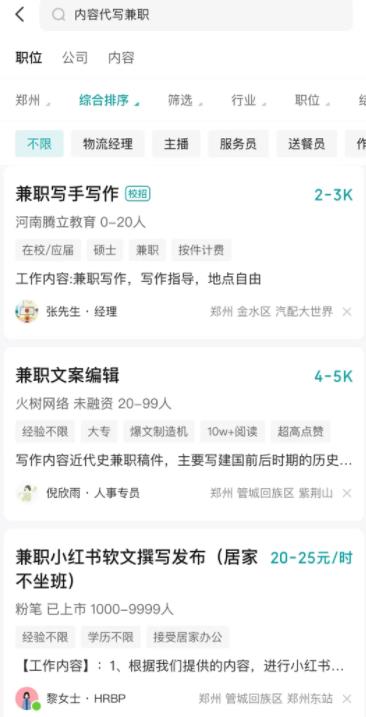 内容代写兼职
职位 公司 内容
郑州 综合排序 筛选 行业 职位
不限 物流经理 主播 服务员 送餐员
兼职写手写作 校招 2-3K
河南腾立教育 0-20人
在校/应届 硕士 兼职 按件计费
工作内容:兼职写作，写作指导，地点自由
张先生·经理 郑州 金水区 汽配大世界
兼职文案编辑 4-5K
火树网络 未融资 20-99人
经验不限 大专 爆文制造机 10w+阅读 超高点赞
写作内容近代史兼职稿件，主要写建国前后时期的历史...
倪欣雨·人事专员 郑州 管城回族区 紫荆山
兼职小红书软文撰写发布（居家 20-25元/时
不坐班）
粉笔 已上市 1000-9999人
经验不限 学历不限 接受居家办公
【工作内容】：1、根据我们提供的内容，进行小红书...
黎女士·HRBP 郑州 管城回族区 郑州东站